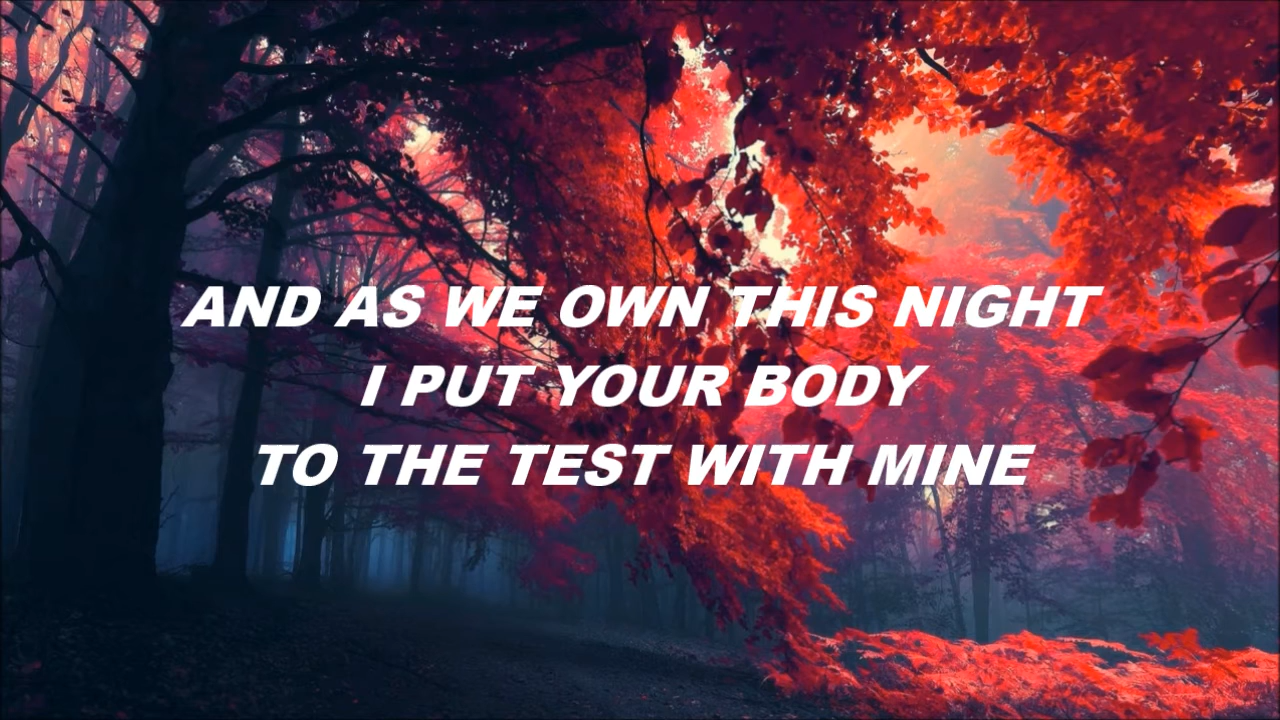 AND AS WE OWN THIS NIGHT
I PUT YOUR BODY
TO THE TEST WITH MINE